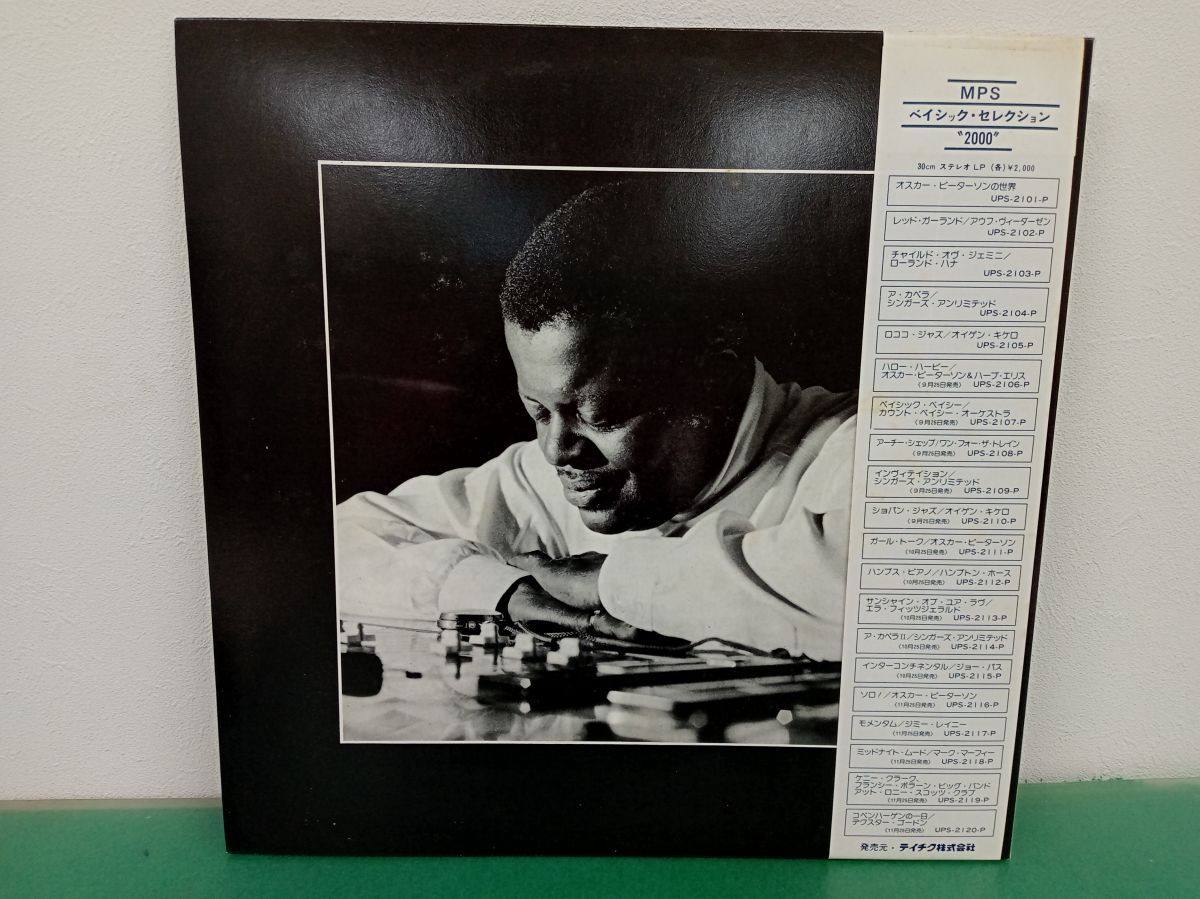 MPS
ベイシック・セレクション
"2000"
30cm ステレオ LP (各)¥2,000
オスカー・ピーターソンの世界
UPS-2101-P
レッド・ガーランド/アウフ・ヴィーダーゼン
UPS-2102-P
チャイルド・オヴ・ジェミニ/
ローランド・ハナ
UPS-2103-P
ア・カペラ/
シンガーズ・アンリミテッド
UPS-2104-P
ロココ・ジャズ/オイゲン・キケロ
UPS-2105-P
ハロー・ハービー/
オスカー・ピーターソン&ハーブ・エリス
(9月25日発売) UPS-2106-P
ベイシック・ベイシー/
カウント・ベイシー・オーケストラ
(9月25日発売) UPS-2107-P
アーチー・シェップ/ワン・フォー・ザ・トレイン
(9月25日発売) UPS-2108-P
インヴィテイション/
シンガーズ・アンリミテッド
(9月25日発売) UPS-2109-P
ショパン・ジャズ/オイゲン・キケロ
(9月25日発売) UPS-2110-P
ガール・トーク/オスカー・ピーターソン
(10月25日発売) UPS-2111-P
ハンプス・ピアノ/ハンプトン・ホース
(10月25日発売) UPS-2112-P
サンシャイン・オブ・ユア・ラヴ/
エラ・フィッツジェラルド
(10月25日発売) UPS-2113-P
ア・カペラII/シンガーズ・アンリミテッド
(10月25日発売) UPS-2114-P
インターコンチネンタル/ジョー・パス
(10月25日発売) UPS-2115-P
ソロ!/オスカー・ピーターソン
(11月25日発売) UPS-2116-P
モメンタム/ジミー・レイニー
(11月25日発売) UPS-2117-P
ミッドナイト・ムード/マーク・マーフィー
(11月25日発売) UPS-2118-P
ケニー・クラーク、
フランシー・ボラーン・ビッグ・バンド
アット・ロニー・スコッツ・クラブ
(11月25日発売) UPS-2119-P
コペンハーゲンの一日/
デクスター・ゴードン
(11月25日発売) UPS-2120-P
発売元・テイチク株式会社